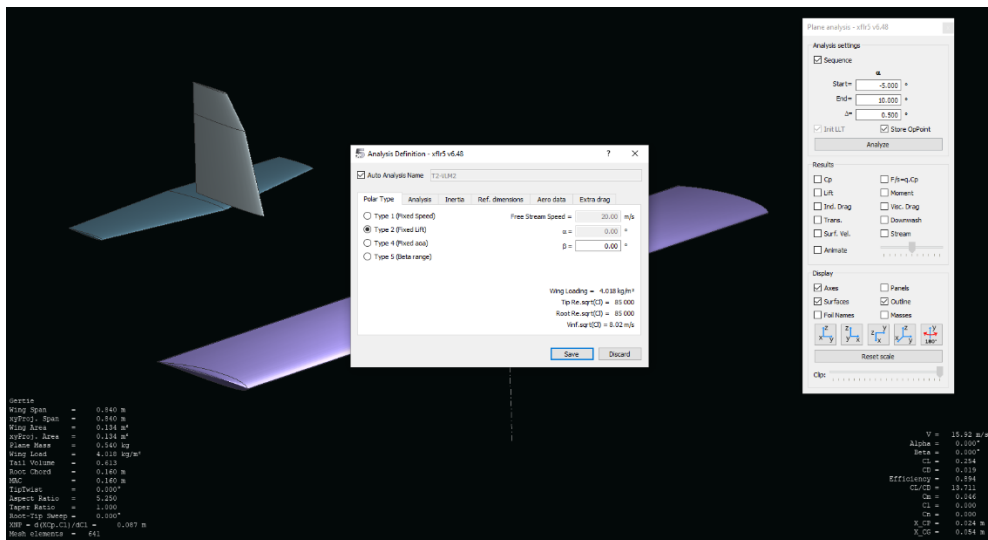 Plane analysis - xflr5 v6.48
Analysis settings
Sequence
α
Start= -5.000 °
End= 10.000 °
Δ= 0.500 °
Init LLT Store OpPoint
Analyze
Results
Cp F/s=q.Cp
Lift Moment
Ind. Drag Visc. Drag
Trans. Downwash
Surf. Vel. Stream
Animate
Display
Axes Panels
Surfaces Outline
Foil Names Masses
Reset scale
Clip:
Analysis Definition - xflr5 v6.48 ? ×
Auto Analysis Name T2-VLM2
Polar Type Analysis Inertia Ref. dimensions Aero data Extra drag
Type 1 (Fixed Speed) Free Stream Speed = 20.00 m/s
Type 2 (Fixed Lift) α = 0.00 °
Type 4 (Fixed aoa) β = 0.00 °
Type 5 (Beta range)
Wing Loading = 4.018 kg/m²
Tip Re.sqrt(Cl) = 85 000
Root Re.sqrt(Cl) = 85 000
Vinf.sqrt(Cl) = 8.02 m/s
Save Discard
Gertie
Wing Span = 0.840 m
xyProj. Span = 0.840 m
Wing Area = 0.134 m²
xyProj. Area = 0.134 m²
Plane Mass = 0.540 kg
Wing Load = 4.018 kg/m²
Tail Volume = 0.613
Root Chord = 0.160 m
MAC = 0.160 m
TipTwist = 0.000°
Aspect Ratio = 5.250
Taper Ratio = 1.000
Root-Tip Sweep = 0.000°
XNP = d(XCp.Cl)/dCl = 0.087 m
Mesh elements = 641
V = 15.92 m/s
Alpha = 0.000°
Beta = 0.000°
CL = 0.254
CD = 0.019
Efficiency = 0.894
CL/CD = 13.711
Cm = 0.046
Cl = 0.000
Cn = 0.000
X_CP = 0.024 m
X_CG = 0.054 m